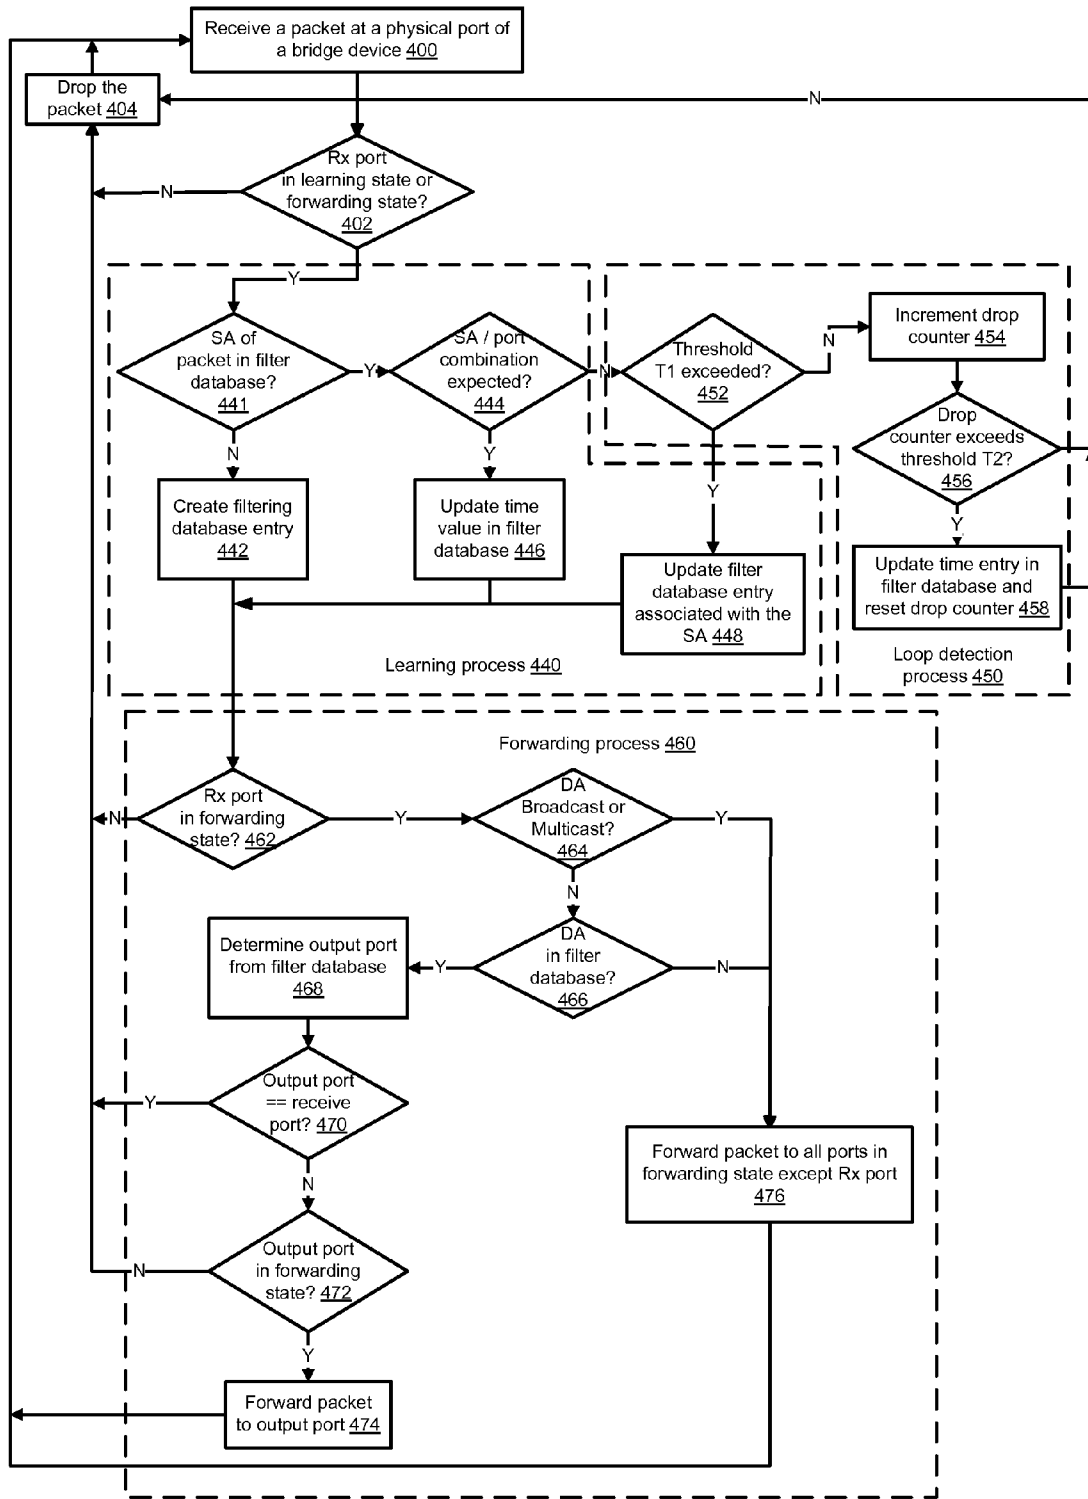 Receive a packet at a physical port of
a bridge device 400
Drop the
packet 404
N
Rx port
in learning state or
forwarding state?
402
N
Y
SA of
packet in filter
database?
441
Y
SA / port
combination
expected?
444
N
Threshold
T1 exceeded?
452
N
Increment drop
counter 454
Drop
counter exceeds
threshold T2?
456
N
Y
Y
Y
Create filtering
database entry
442
Update time
value in filter
database 446
Update filter
database entry
associated with the
SA 448
Update time entry in
filter database and
reset drop counter 458
Learning process 440
Loop detection
process 450
Forwarding process 460
Rx port
in forwarding
state? 462
N
Y
DA
Broadcast or
Multicast?
464
Y
N
DA
in filter
database?
466
Y
N
Determine output port
from filter database
468
Output port
== receive
port? 470
Y
N
Forward packet to all ports in
forwarding state except Rx port
476
Output port
in forwarding
state? 472
N
Y
Forward packet
to output port 474